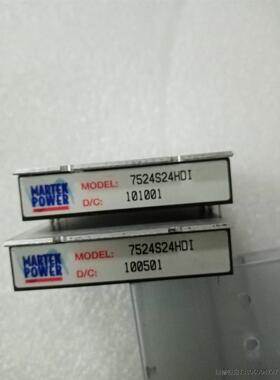 MARTEK POWER
MODEL: 7524S24HDI
D/C: 101001
MARTEK POWER
MODEL: 7524S24HDI
D/C: 100501